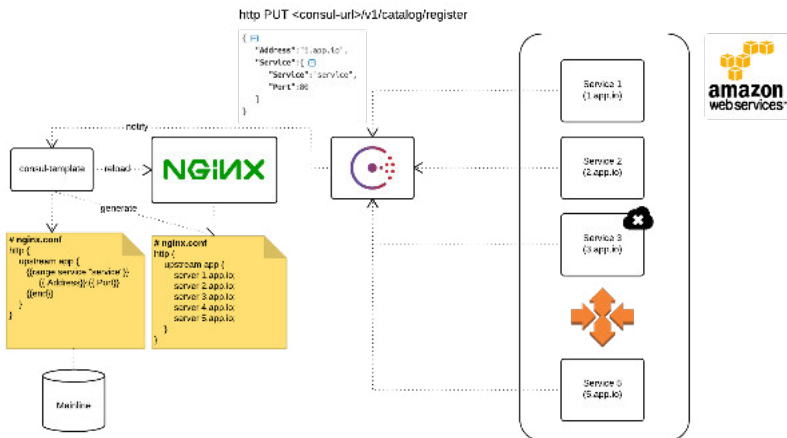 http PUT <consul-url>/v1/catalog/register
{
"Address":"1.app.io",
"Service":{
"Service":"service",
"Port":80
}
}
notify
consul-template
reload
NGINX
generate
# nginx.conf
http {
upstream app {
{{range service "service"}}
{{.Address}}:{{.Port}}
{{end}}
}
}
# nginx.conf
http {
upstream app {
server 1.app.io;
server 2.app.io;
server 3.app.io;
server 4.app.io;
server 5.app.io;
}
}
Mainline
Service 1
(1.app.io)
Service 2
(2.app.io)
Service 3
(3.app.io)
Service 5
(5.app.io)
amazon
web services™